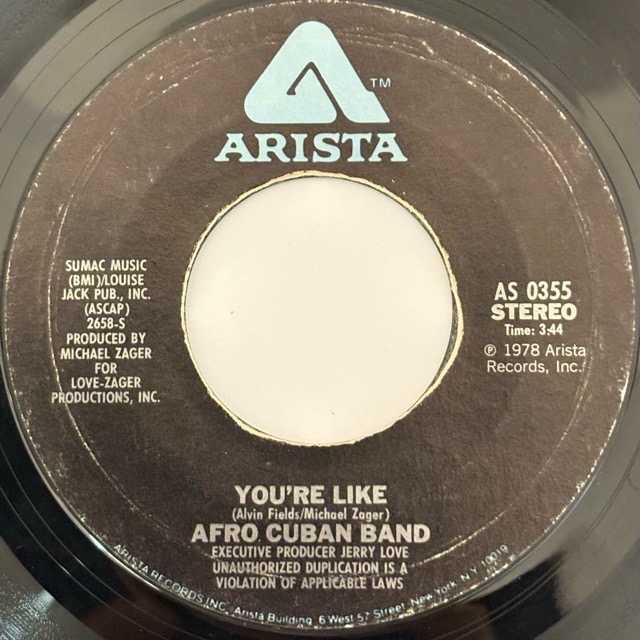 TM
ARISTA
SUMAC MUSIC
(BMI)/LOUISE
JACK PUB., INC.
(ASCAP)
2658-S
PRODUCED BY
MICHAEL ZAGER
FOR
LOVE-ZAGER
PRODUCTIONS, INC.
AS 0355
STEREO
Time: 3:44
℗ 1978 Arista
Records, Inc.
YOU'RE LIKE
(Alvin Fields/Michael Zager)
AFRO CUBAN BAND
EXECUTIVE PRODUCER JERRY LOVE
UNAUTHORIZED DUPLICATION IS A
VIOLATION OF APPLICABLE LAWS
ARISTA RECORDS INC. Arista Building, 6 West 57 Street, New York, N.Y. 10019